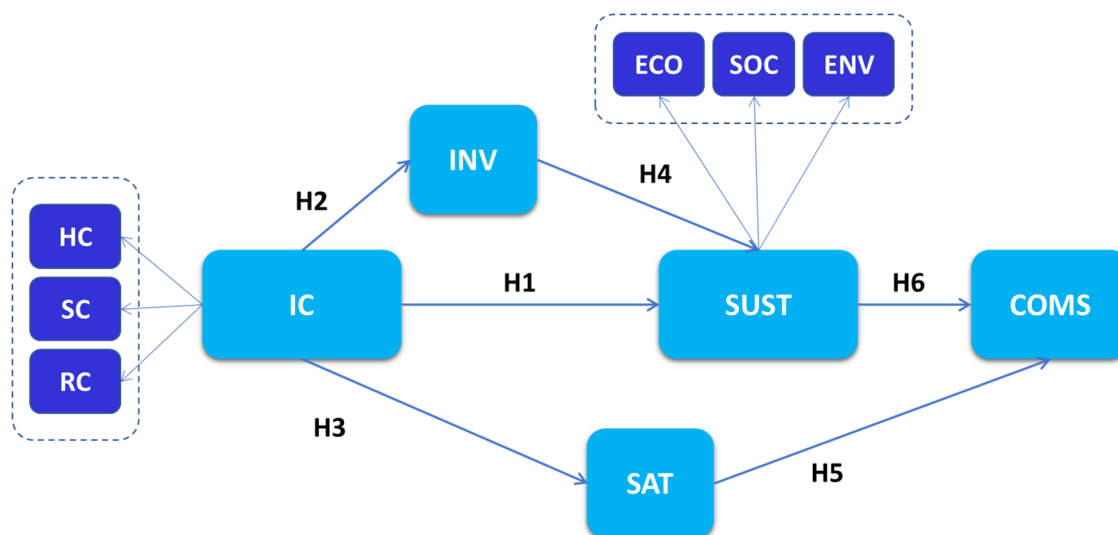 ECO
SOC
ENV
INV
H4
H2
HC
SC
RC
IC
H1
SUST
H6
COMS
H3
SAT
H5